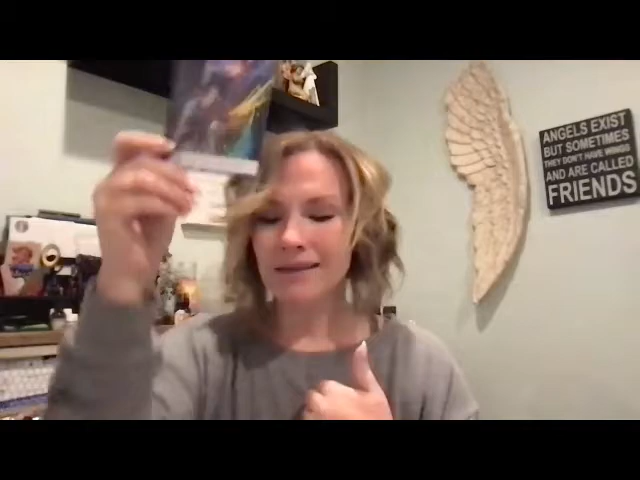 ANGELS EXIST
BUT SOMETIMES
THEY DON'T HAVE WINGS
AND ARE CALLED
FRIENDS